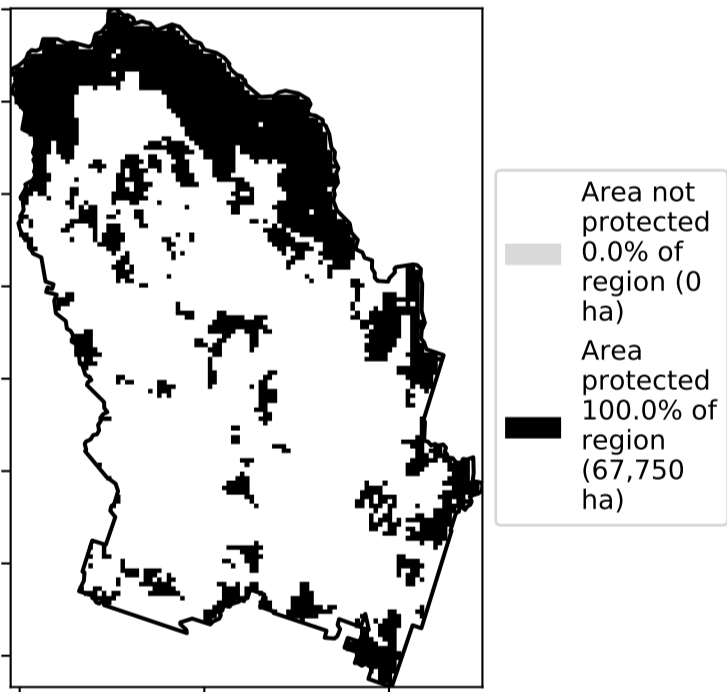 Area not
protected
0.0% of
region (0
ha)
Area
protected
100.0% of
region
(67,750
ha)